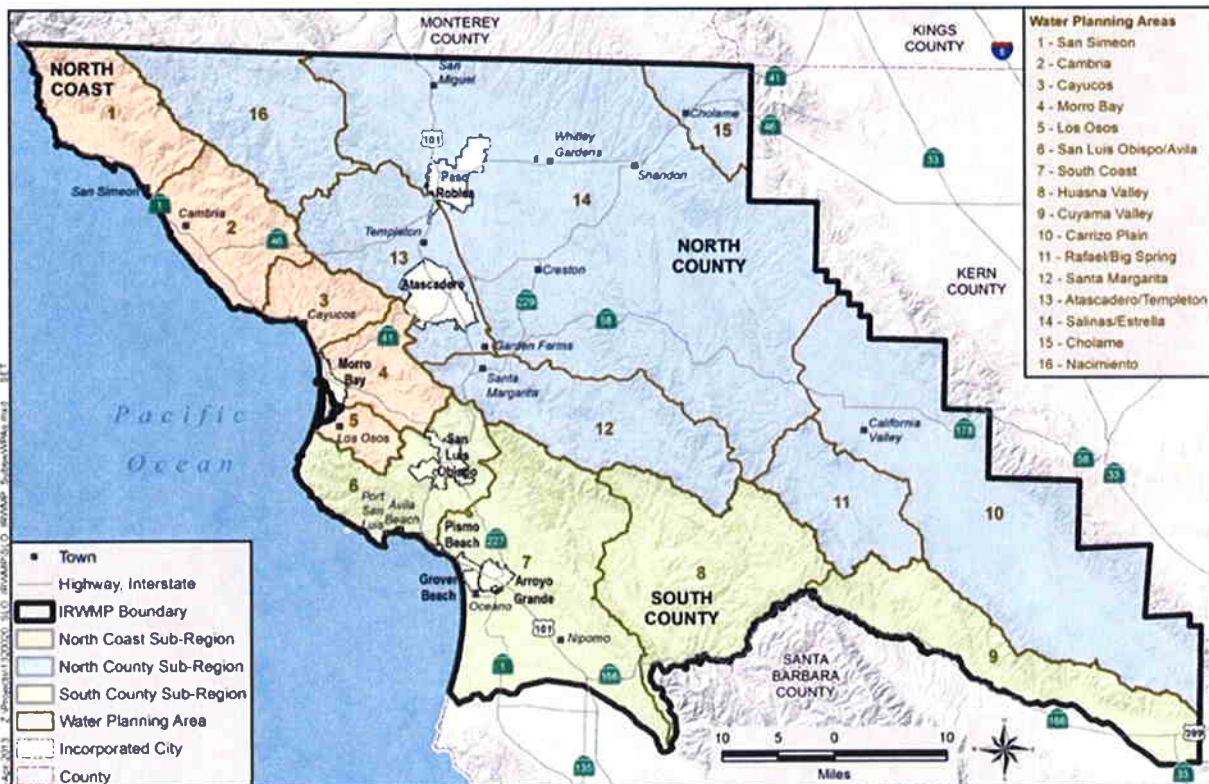 MONTEREY
COUNTY
KINGS
COUNTY
5
Water Planning Areas
1 - San Simeon
2 - Cambria
3 - Cayucos
4 - Morro Bay
5 - Los Osos
6 - San Luis Obispo/Avila
7 - South Coast
8 - Huasna Valley
9 - Cuyama Valley
10 - Carrizo Plain
11 - Rafael/Big Spring
12 - Santa Margarita
13 - Atascadero/Templeton
14 - Salinas/Estrella
15 - Cholame
16 - Nacimiento
NORTH
COAST
1
16
San
Miguel
101
41
Cholame
15
46
33
Paso
Robles
Whitley
Gardens
Shandon
14
San Simeon
1
Cambria
2
46
Templeton
13
NORTH
COUNTY
KERN
COUNTY
Atascadero
Creston
229
58
3
Cayucos
41
Garden Farms
Morro
Bay
4
Santa
Margarita
Pacific
Ocean
5
Los Osos
12
California
Valley
178
58
33
San
Luis
Obispo
6
Port
San
Luis
Avila
Beach
11
10
Pismo
Beach
227
7
8
SOUTH
COUNTY
Grover
Beach
Arroyo
Grande
Oceano
101
Nipomo
1
166
SANTA
BARBARA
COUNTY
9
166
33
135
Town
Highway, Interstate
IRWMP Boundary
North Coast Sub-Region
North County Sub-Region
South County Sub-Region
Water Planning Area
Incorporated City
County
10 5 0 10
Miles